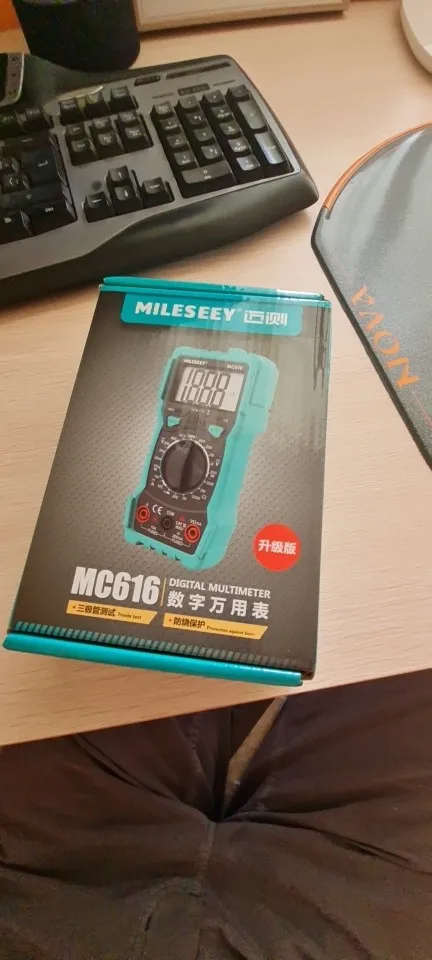 MILESEEY 迈测
MILESEEY
MC616
1888
升级版
MC616
DIGITAL MULTIMETER
数字万用表
• 三极管测试 Triode test
• 防烧保护 Protection against burn
NOVA